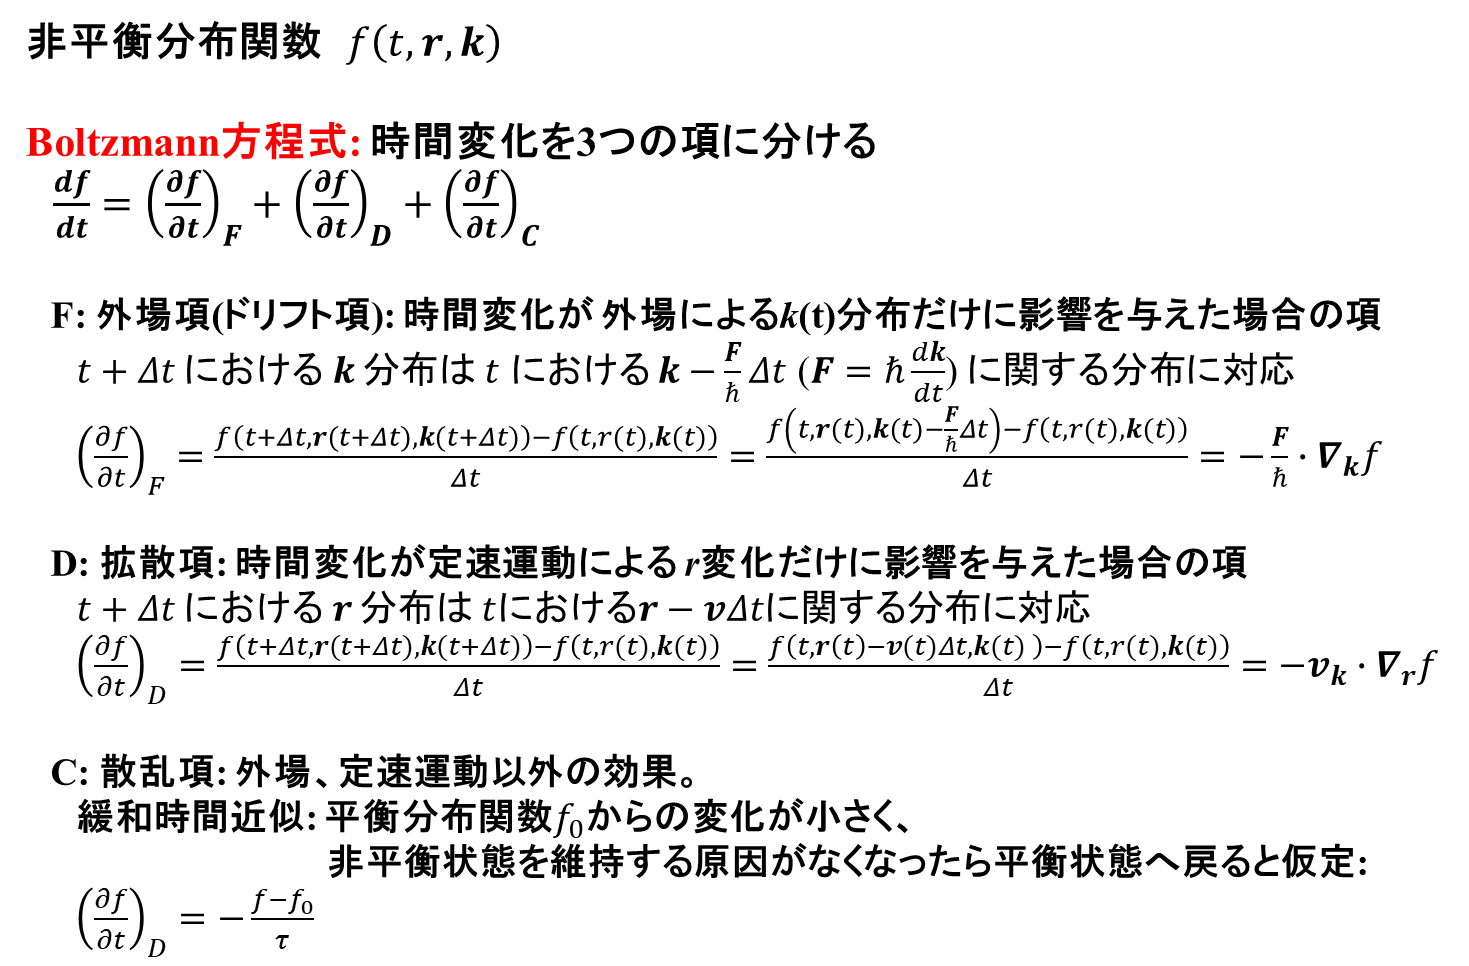 非平衡分布関数 f(t, r, k)
Boltzmann方程式: 時間変化を3つの項に分ける
df/dt = (∂f/∂t)_F + (∂f/∂t)_D + (∂f/∂t)_C
F: 外場項(ドリフト項): 時間変化が 外場によるk(t)分布だけに影響を与えた場合の項
t + Δt における k 分布は t における k − F/ħ Δt (F = ħ dk/dt) に関する分布に対応
(∂f/∂t)_F = f(t+Δt,r(t+Δt),k(t+Δt))−f(t,r(t),k(t)) / Δt = f(t,r(t),k(t)−F/ħ Δt)−f(t,r(t),k(t)) / Δt = −F/ħ · ∇_k f
D: 拡散項: 時間変化が定速運動による r変化だけに影響を与えた場合の項
t + Δt における r 分布は tにおけるr − vΔtに関する分布に対応
(∂f/∂t)_D = f(t+Δt,r(t+Δt),k(t+Δt))−f(t,r(t),k(t)) / Δt = f(t,r(t)−v(t)Δt,k(t) )−f(t,r(t),k(t)) / Δt = −v_k · ∇_r f
C: 散乱項: 外場、定速運動以外の効果。
緩和時間近似: 平衡分布関数f₀からの変化が小さく、
非平衡状態を維持する原因がなくなったら平衡状態へ戻ると仮定:
(∂f/∂t)_D = − f−f₀ / τ